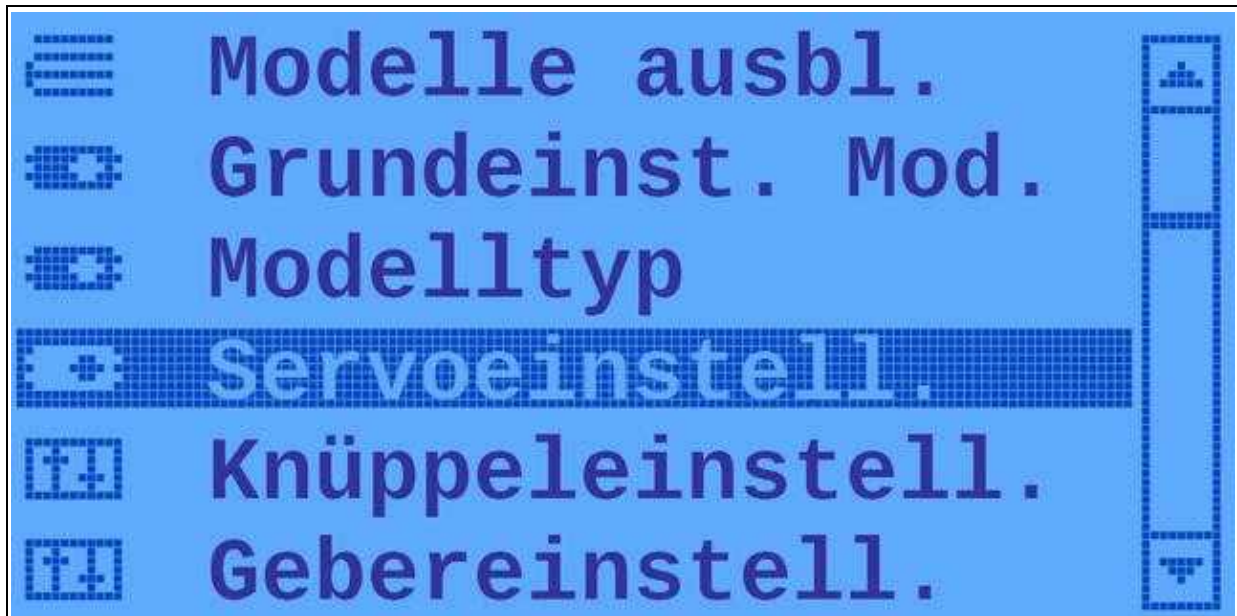 Modelle ausbl.
Grundeinst. Mod.
Modelltyp
Servoeinstell.
Knüppeleinstell.
Gebereinstell.